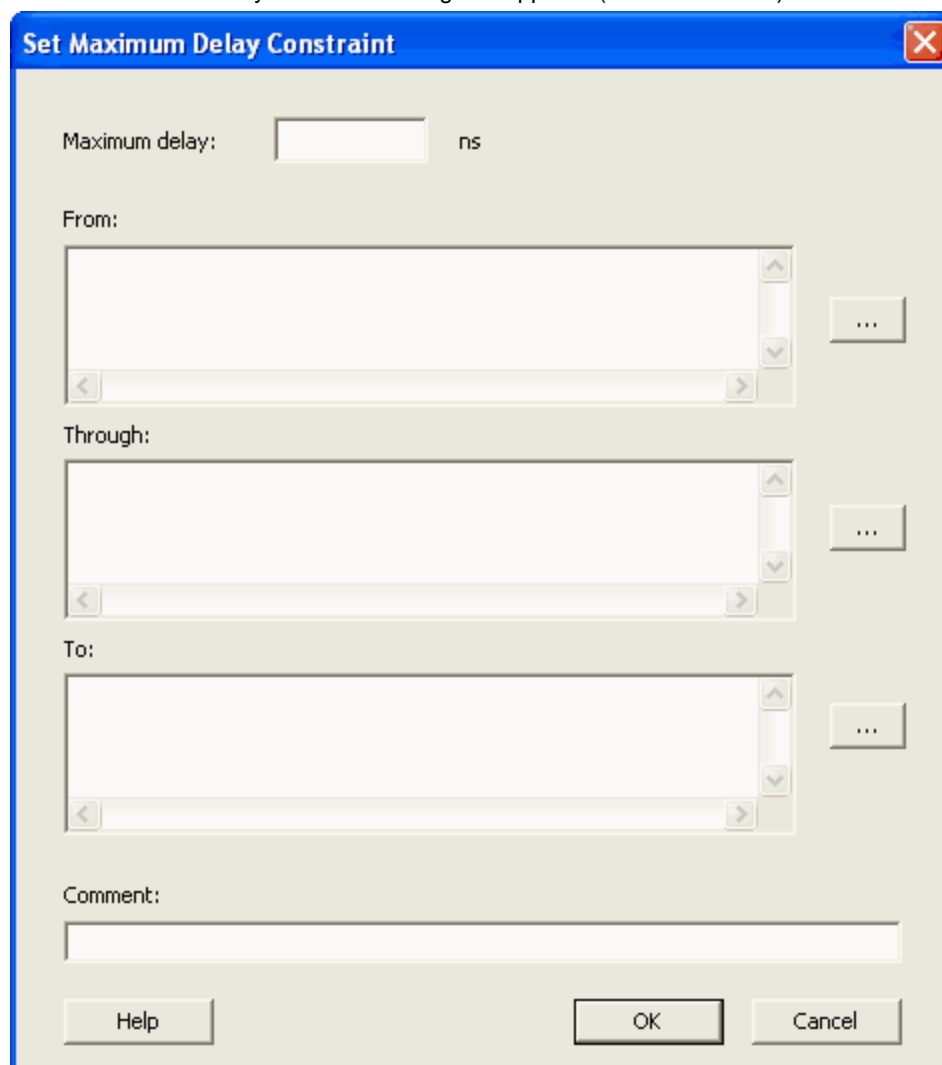 Set Maximum Delay Constraint
Maximum delay: ns
From:
...
Through:
...
To:
...
Comment:
Help OK Cancel